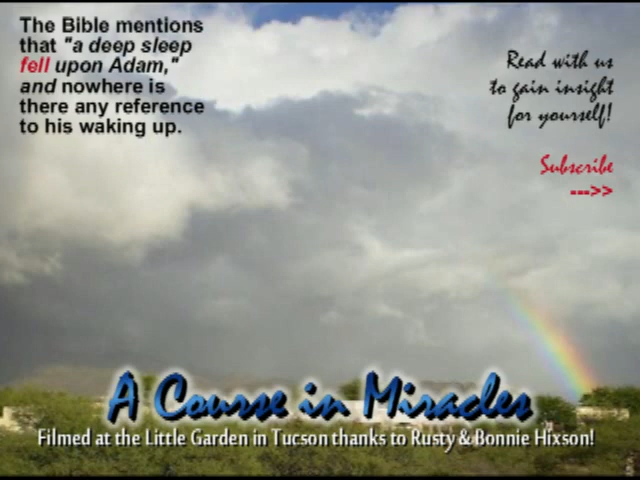 The Bible mentions
that "a deep sleep
fell upon Adam,"
and nowhere is
there any reference
to his waking up.
Read with us
to gain insight
for yourself!
Subscribe
--->>
A Course in Miracles
Filmed at the Little Garden in Tucson thanks to Rusty & Bonnie Hixson!